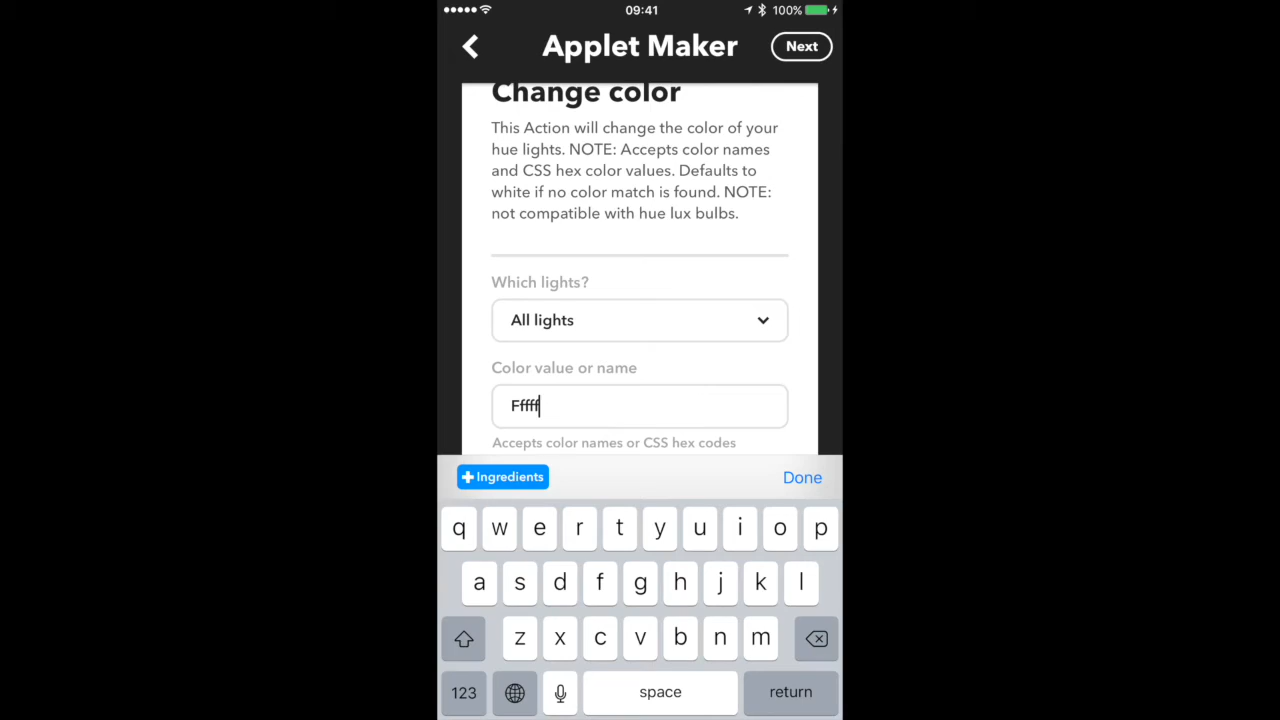 09:41
100%
Applet Maker
Next
Change color
This Action will change the color of your
hue lights. NOTE: Accepts color names
and CSS hex color values. Defaults to
white if no color match is found. NOTE:
not compatible with hue lux bulbs.
Which lights?
All lights
Color value or name
Fffff
Accepts color names or CSS hex codes
Ingredients
Done
q w e r t y u i o p
a s d f g h j k l
z x c v b n m
123
space
return